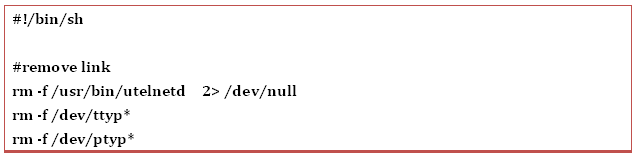 #!/bin/sh

#remove link
rm -f /usr/bin/utelnetd    2> /dev/null
rm -f /dev/ttyp*
rm -f /dev/ptyp*